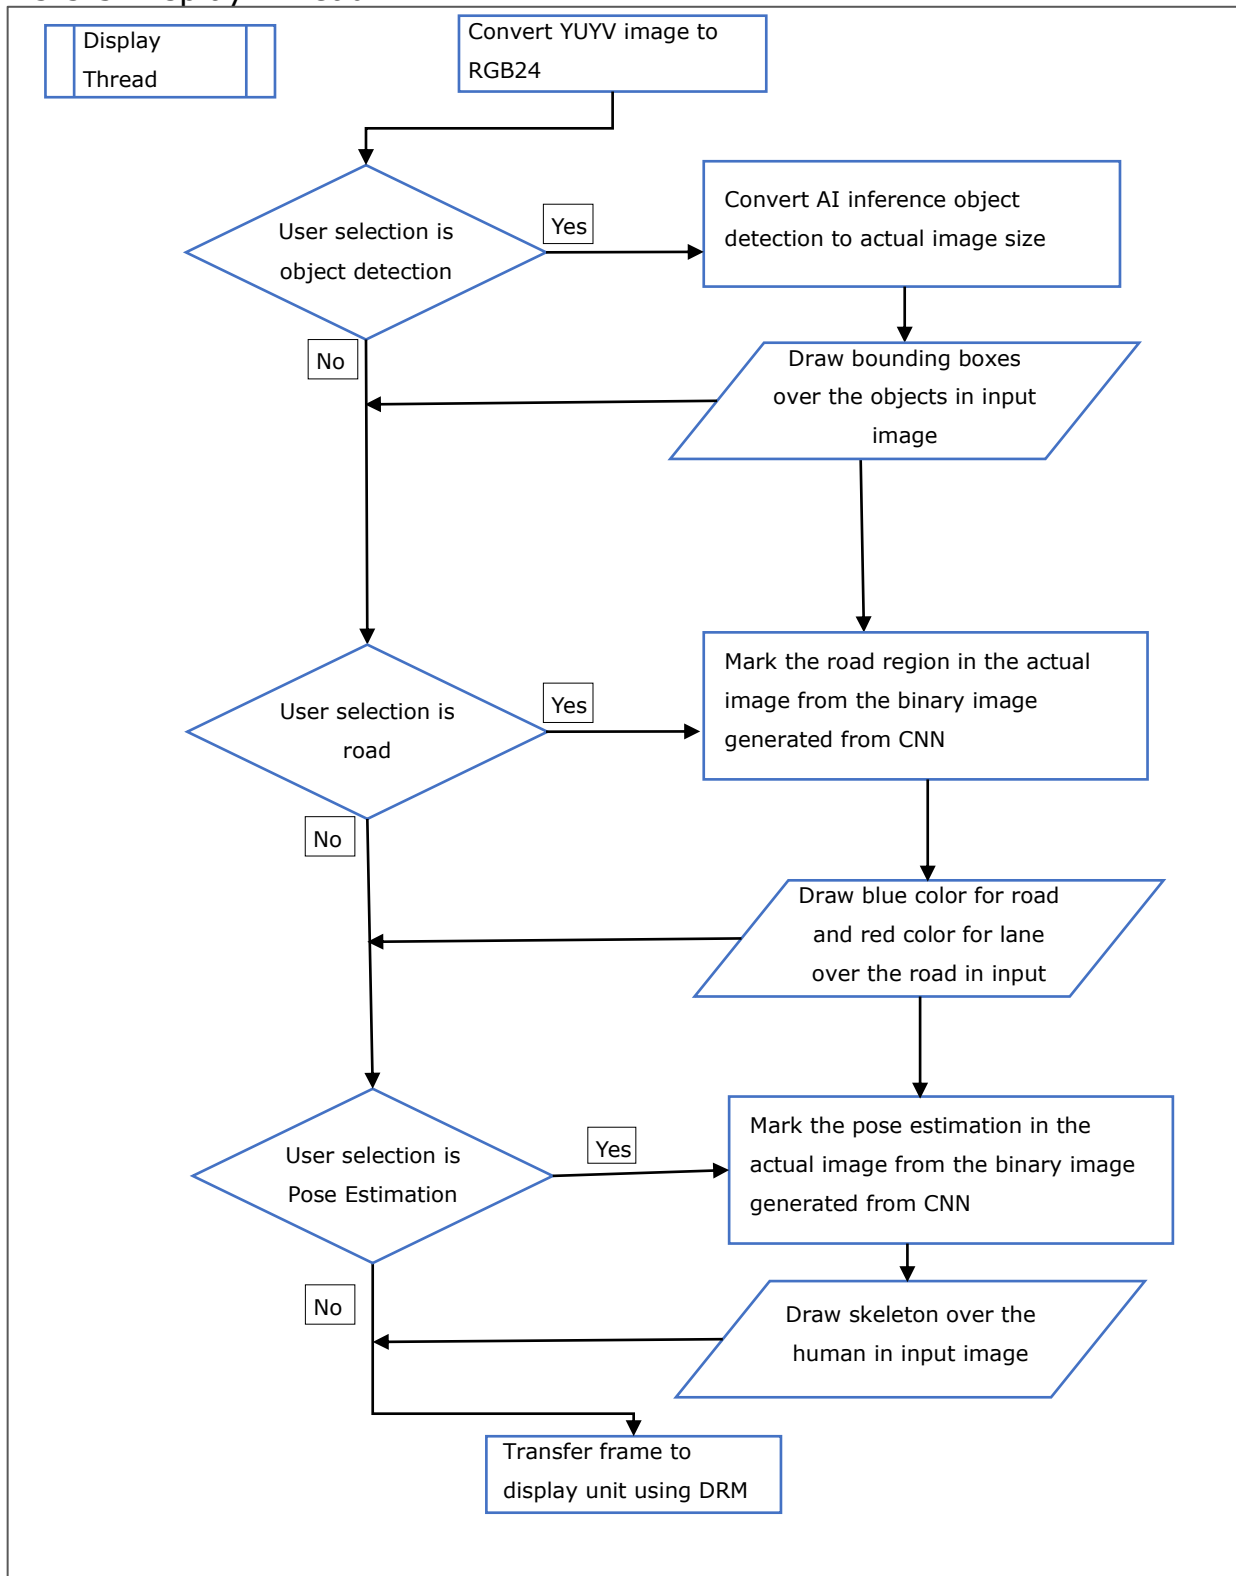 Display
Thread
Convert YUYV image to
RGB24
User selection is
object detection
Yes
Convert AI inference object
detection to actual image size
No
Draw bounding boxes
over the objects in input
image
User selection is
road
Yes
Mark the road region in the actual
image from the binary image
generated from CNN
No
Draw blue color for road
and red color for lane
over the road in input
User selection is
Pose Estimation
Yes
Mark the pose estimation in the
actual image from the binary image
generated from CNN
No
Draw skeleton over the
human in input image
Transfer frame to
display unit using DRM